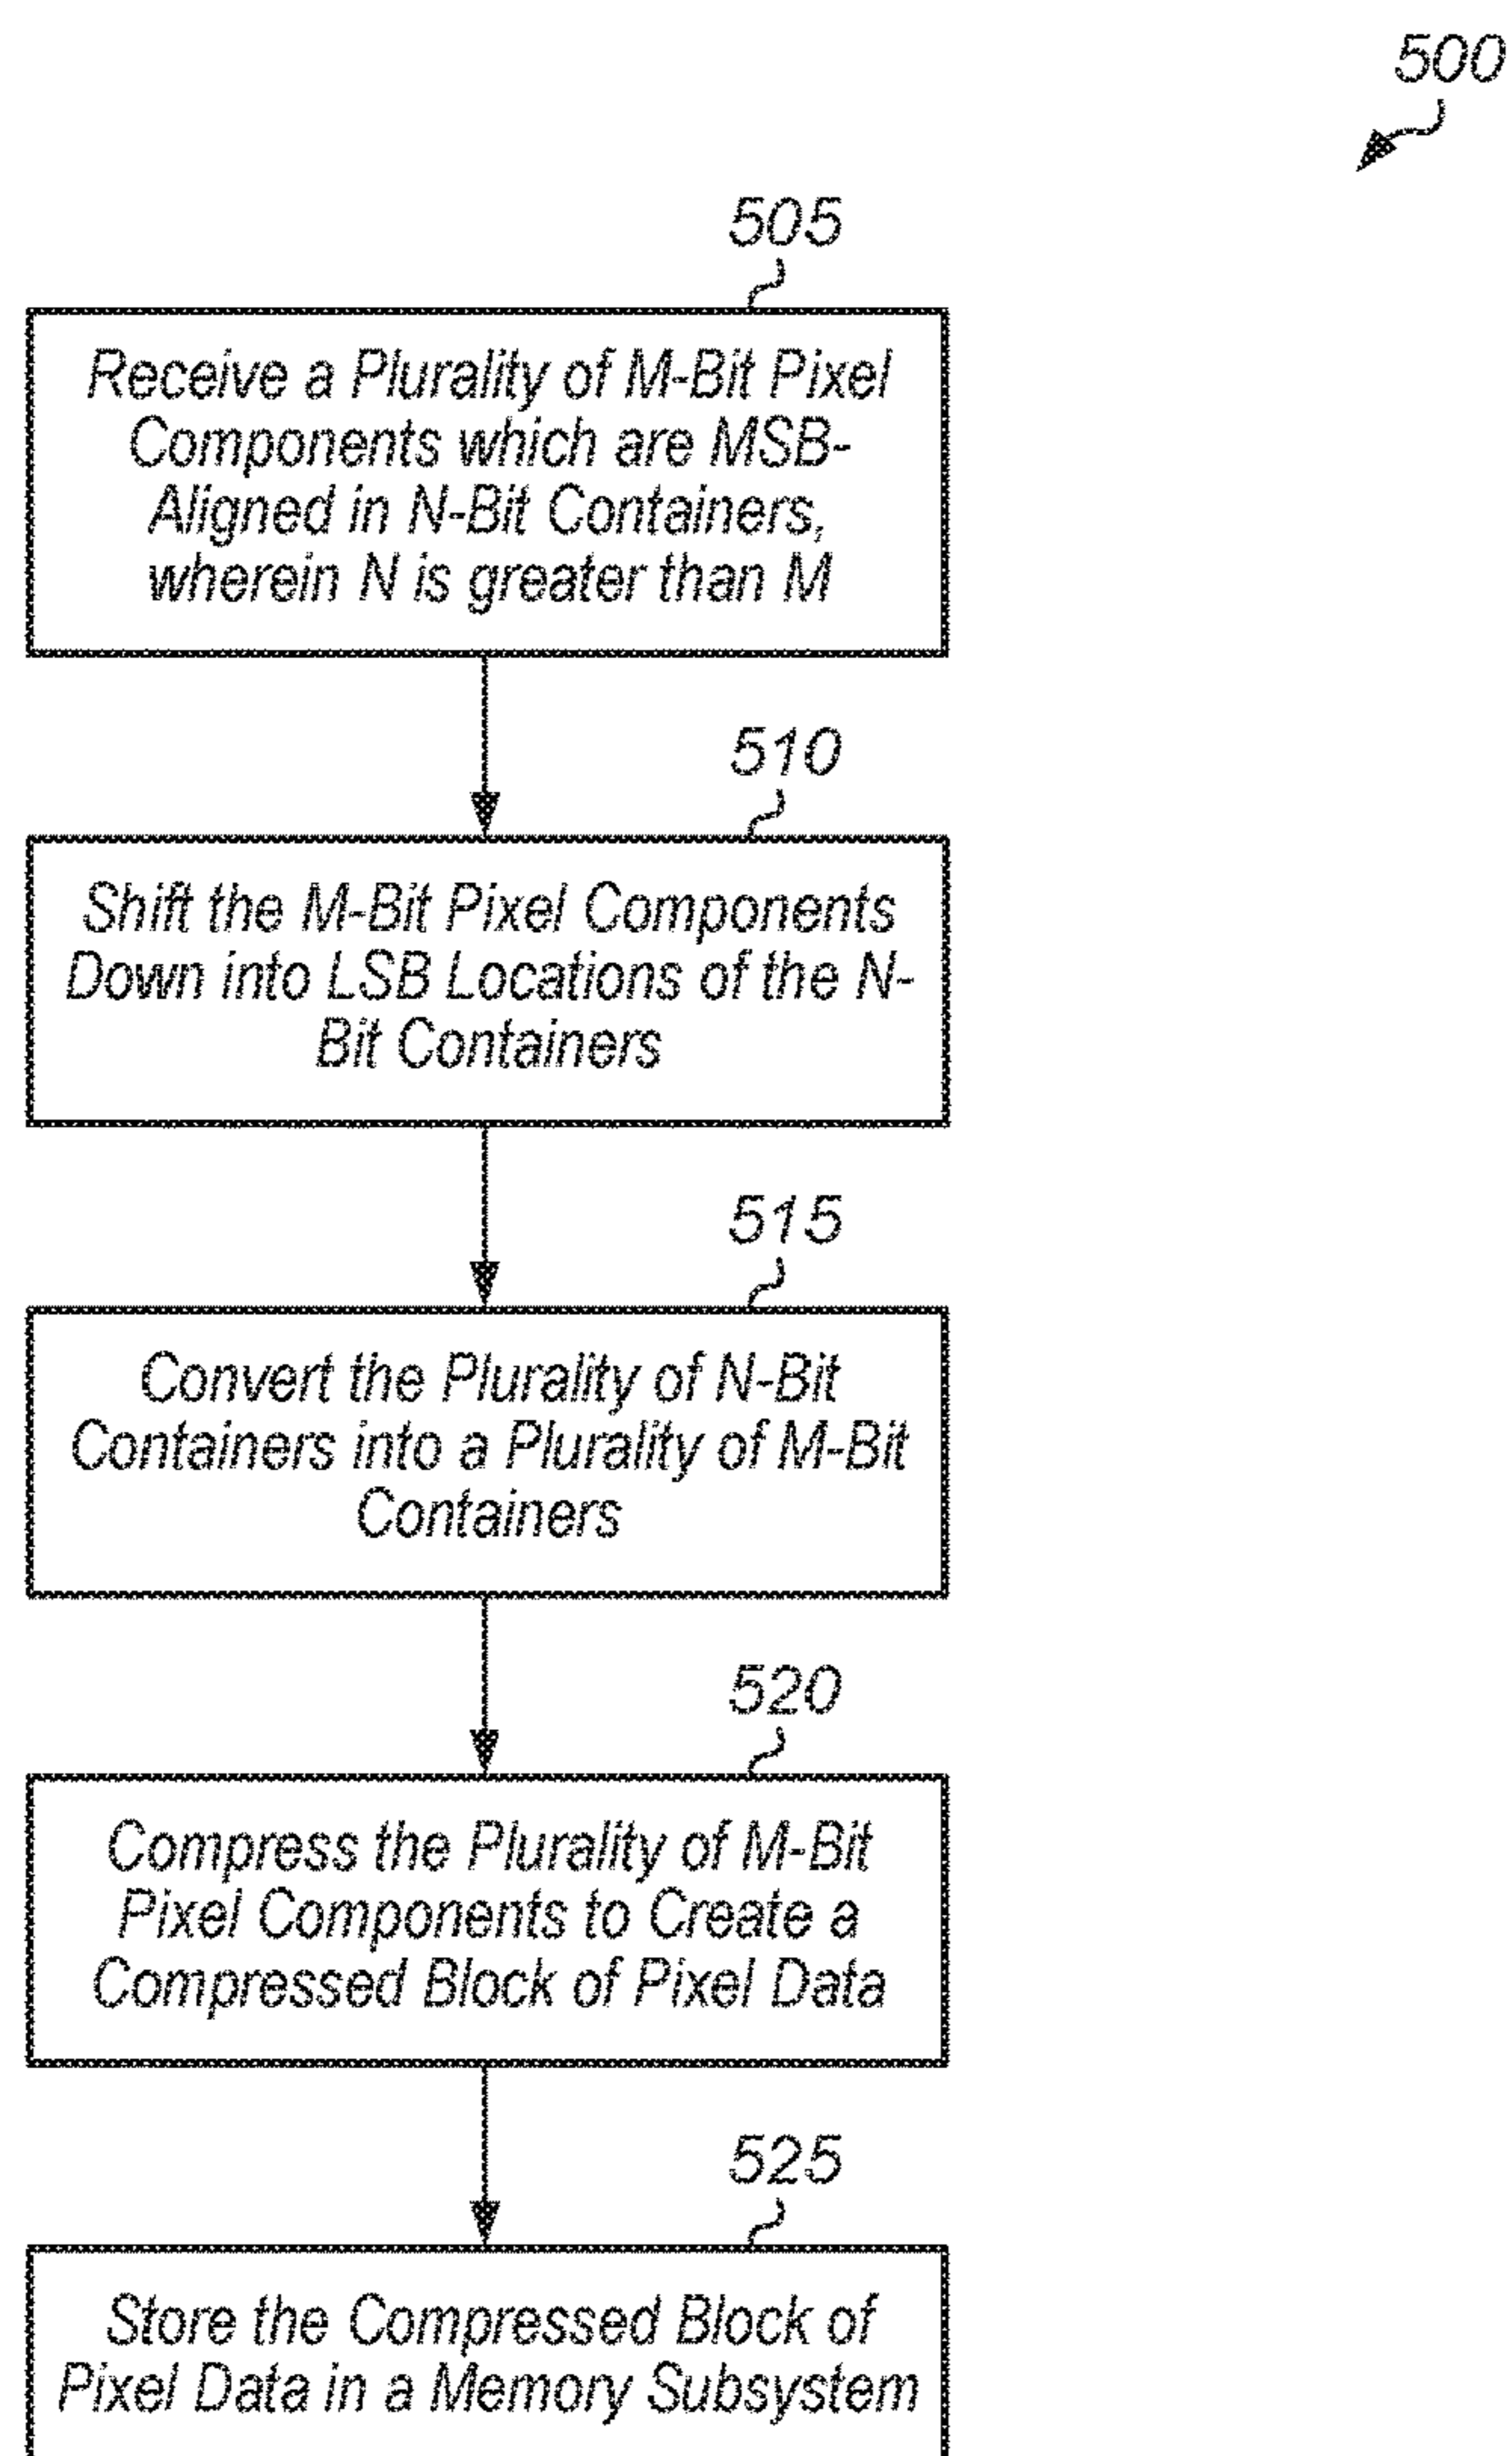 500
505
Receive a Plurality of M-Bit Pixel
Components which are MSB-
Aligned in N-Bit Containers,
wherein N is greater than M
510
Shift the M-Bit Pixel Components
Down into LSB Locations of the N-
Bit Containers
515
Convert the Plurality of N-Bit
Containers into a Plurality of M-Bit
Containers
520
Compress the Plurality of M-Bit
Pixel Components to Create a
Compressed Block of Pixel Data
525
Store the Compressed Block of
Pixel Data in a Memory Subsystem